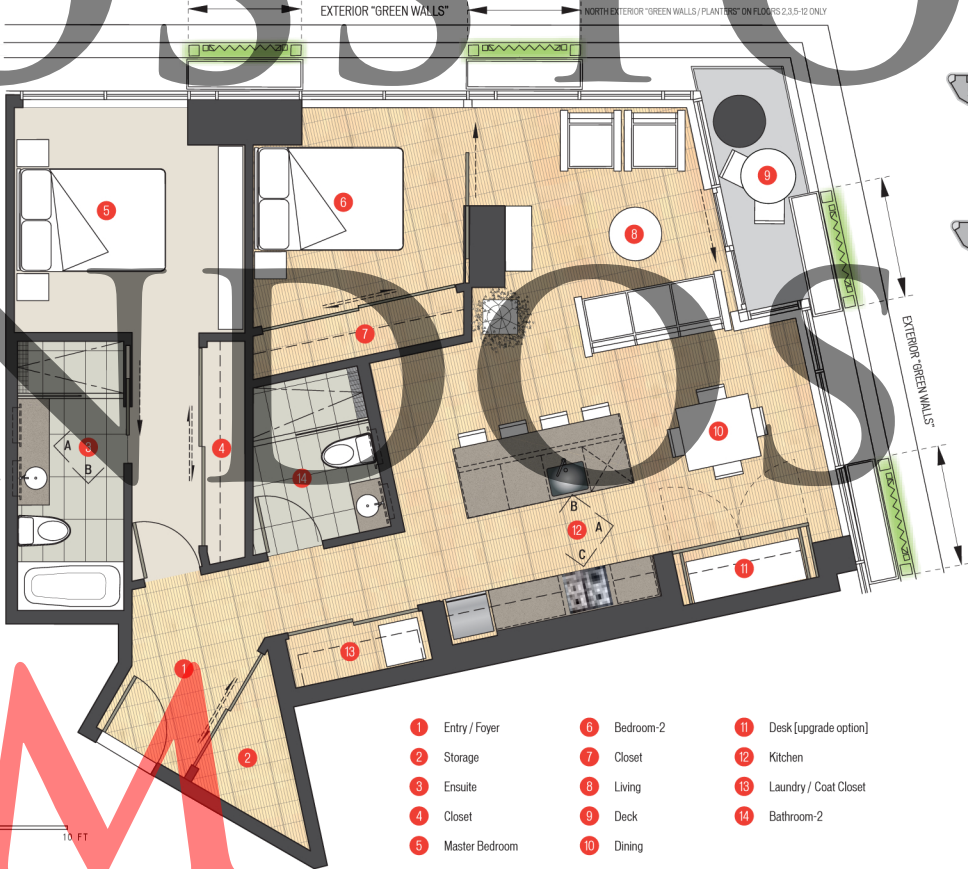 EXTERIOR "GREEN WALLS"
NORTH EXTERIOR "GREEN WALLS / PLANTERS" ON FLOORS 2,3,5-12 ONLY
5
6
9
8
7
EXTERIOR "GREEN WALLS"
10
A
3
B
4
14
B
12
A
C
11
13
1
2
NDOS
M
10 FT
1 Entry / Foyer
2 Storage
3 Ensuite
4 Closet
5 Master Bedroom
6 Bedroom-2
7 Closet
8 Living
9 Deck
10 Dining
11 Desk [upgrade option]
12 Kitchen
13 Laundry / Coat Closet
14 Bathroom-2